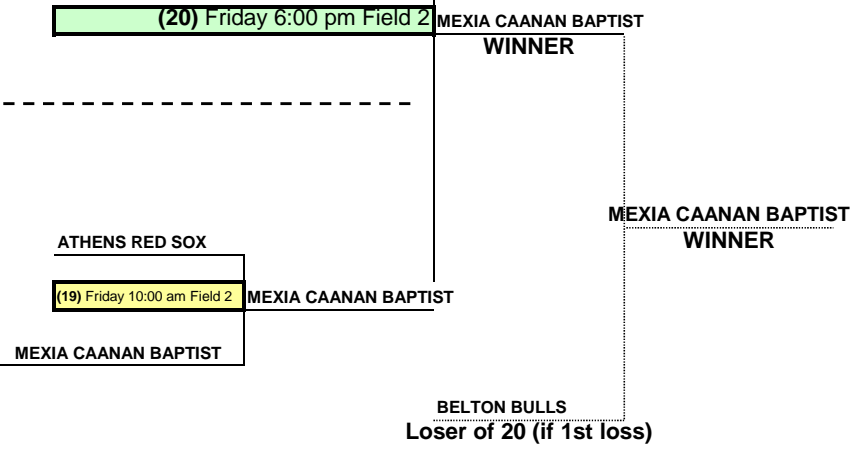 (20) Friday 6:00 pm Field 2
MEXIA CAANAN BAPTIST
WINNER
MEXIA CAANAN BAPTIST
WINNER
ATHENS RED SOX
(19) Friday 10:00 am Field 2
MEXIA CAANAN BAPTIST
MEXIA CAANAN BAPTIST
BELTON BULLS
Loser of 20 (if 1st loss)